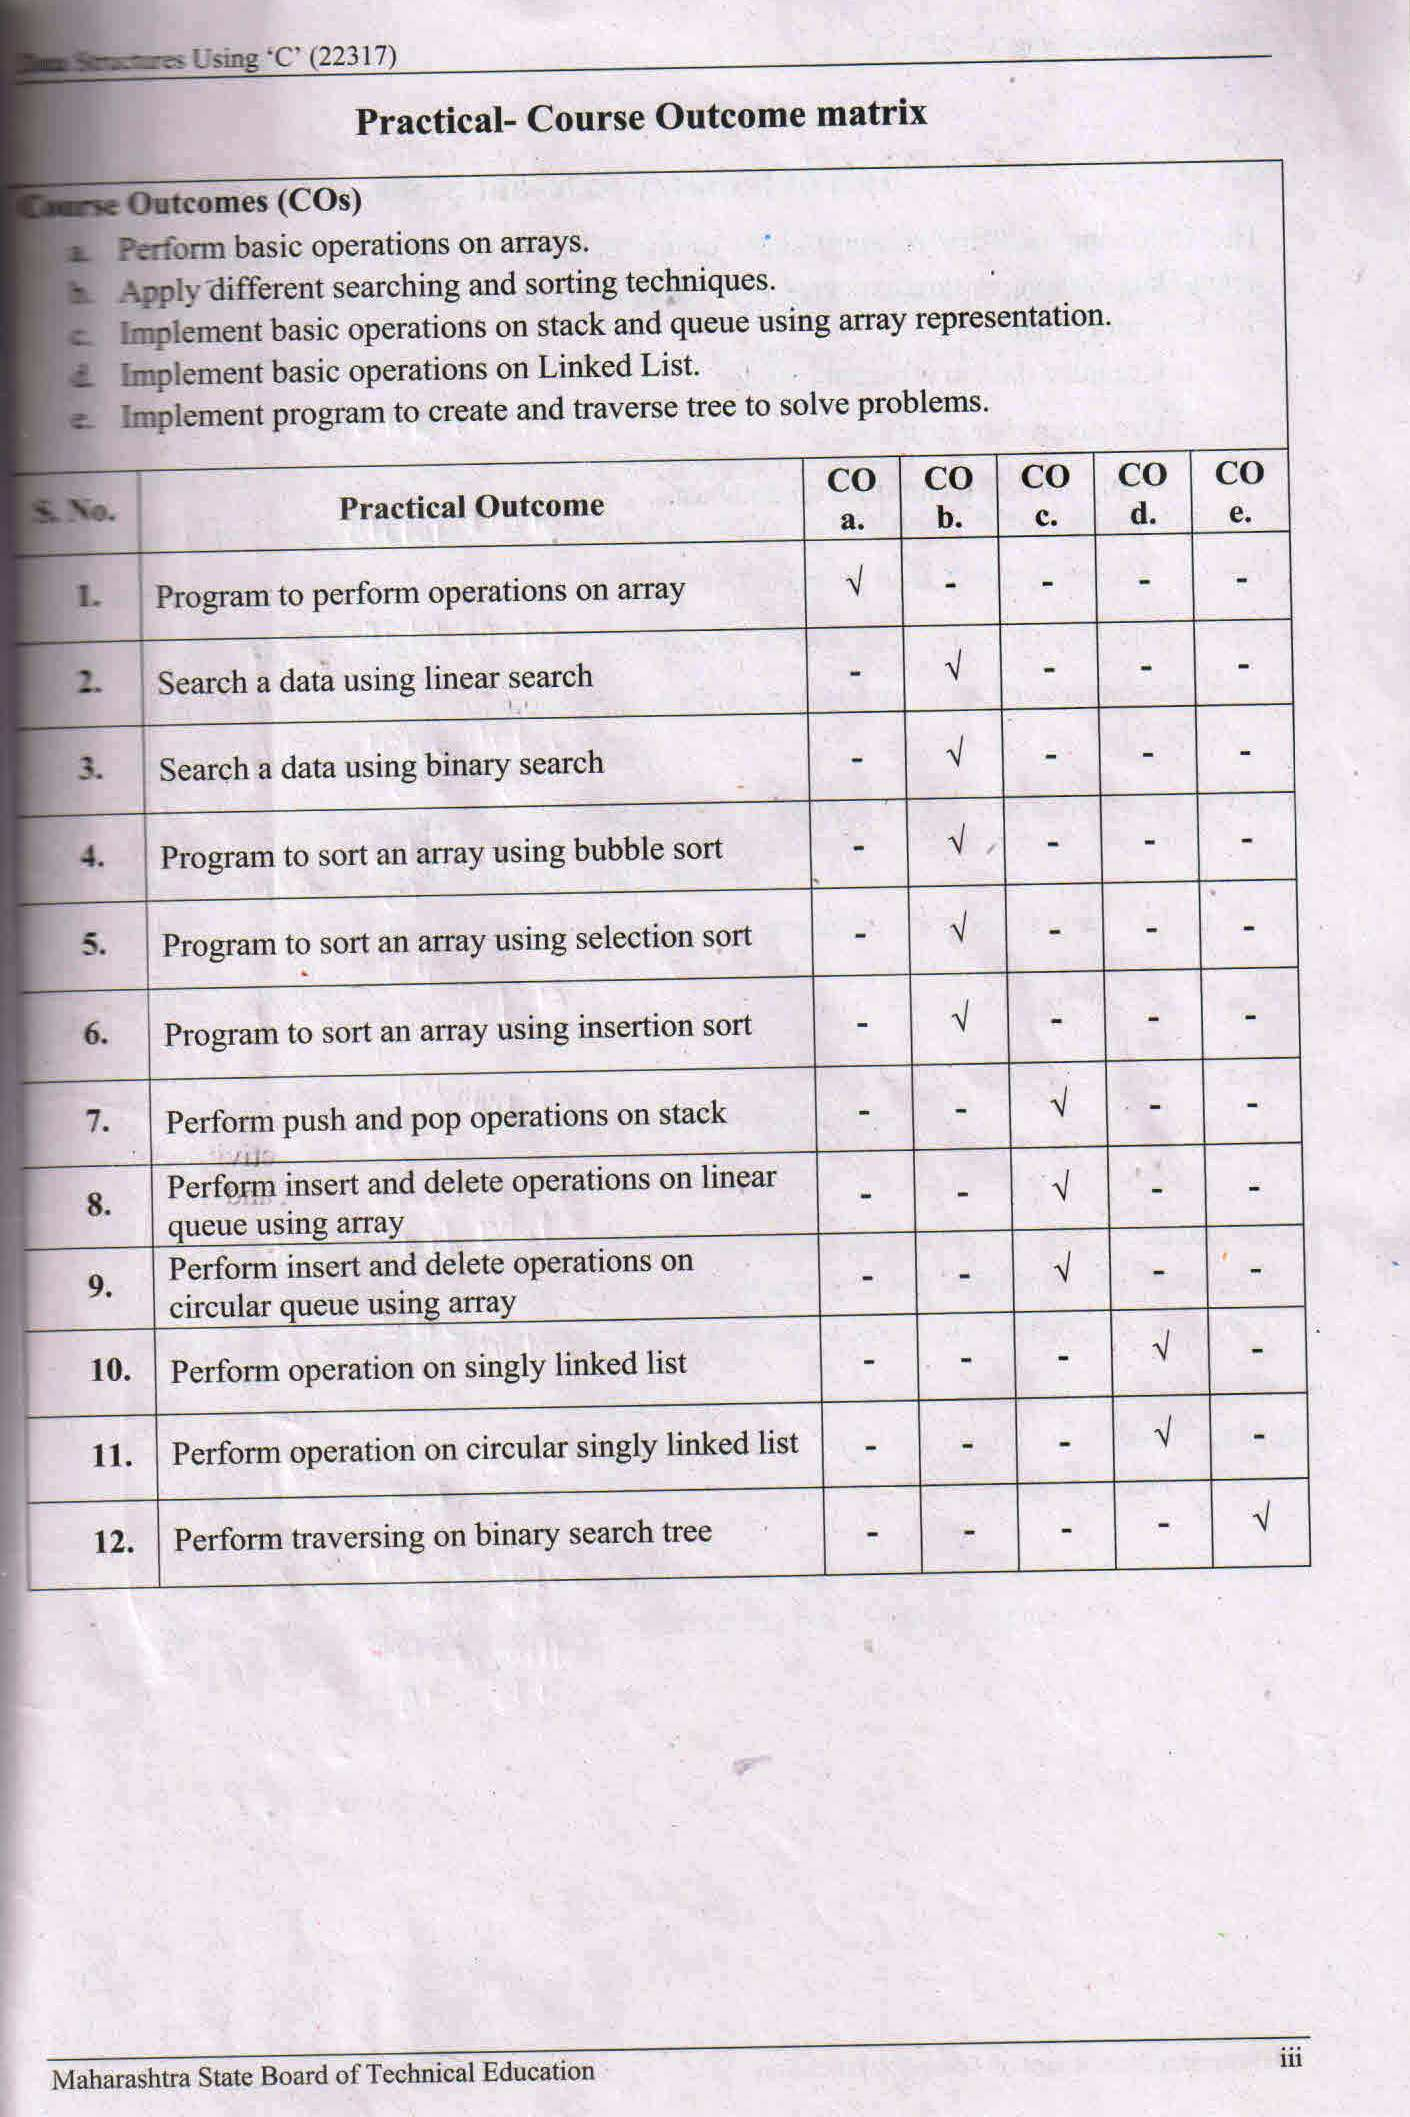 Data Structures Using ‘C’ (22317)
Practical- Course Outcome matrix
Course Outcomes (COs)
a. Perform basic operations on arrays.
b. Apply different searching and sorting techniques.
c. Implement basic operations on stack and queue using array representation.
d. Implement basic operations on Linked List.
e. Implement program to create and traverse tree to solve problems.
S. No. Practical Outcome CO a. CO b. CO c. CO d. CO e.
1. Program to perform operations on array √ - - - -
2. Search a data using linear search - √ - - -
3. Search a data using binary search - √ - - -
4. Program to sort an array using bubble sort - √ - - -
5. Program to sort an array using selection sort - √ - - -
6. Program to sort an array using insertion sort - √ - - -
7. Perform push and pop operations on stack - - √ - -
8. Perform insert and delete operations on linear
queue using array - - √ - -
9. Perform insert and delete operations on
circular queue using array - - √ - -
10. Perform operation on singly linked list - - - √ -
11. Perform operation on circular singly linked list - - - √ -
12. Perform traversing on binary search tree - - - - √
Maharashtra State Board of Technical Education iii